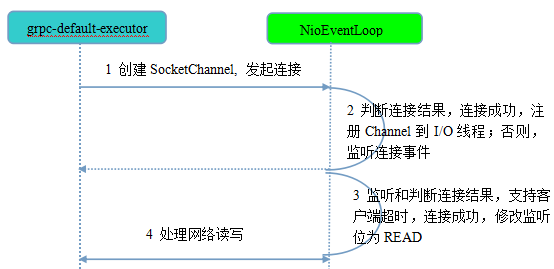 grpc-default-executor
NioEventLoop
1 创建 SocketChannel, 发起连接
2 判断连接结果，连接成功，注
册 Channel 到 I/O 线程；否则，
监听连接事件
3 监听和判断连接结果，支持客
户端超时，连接成功，修改监听
位为 READ
4 处理网络读写